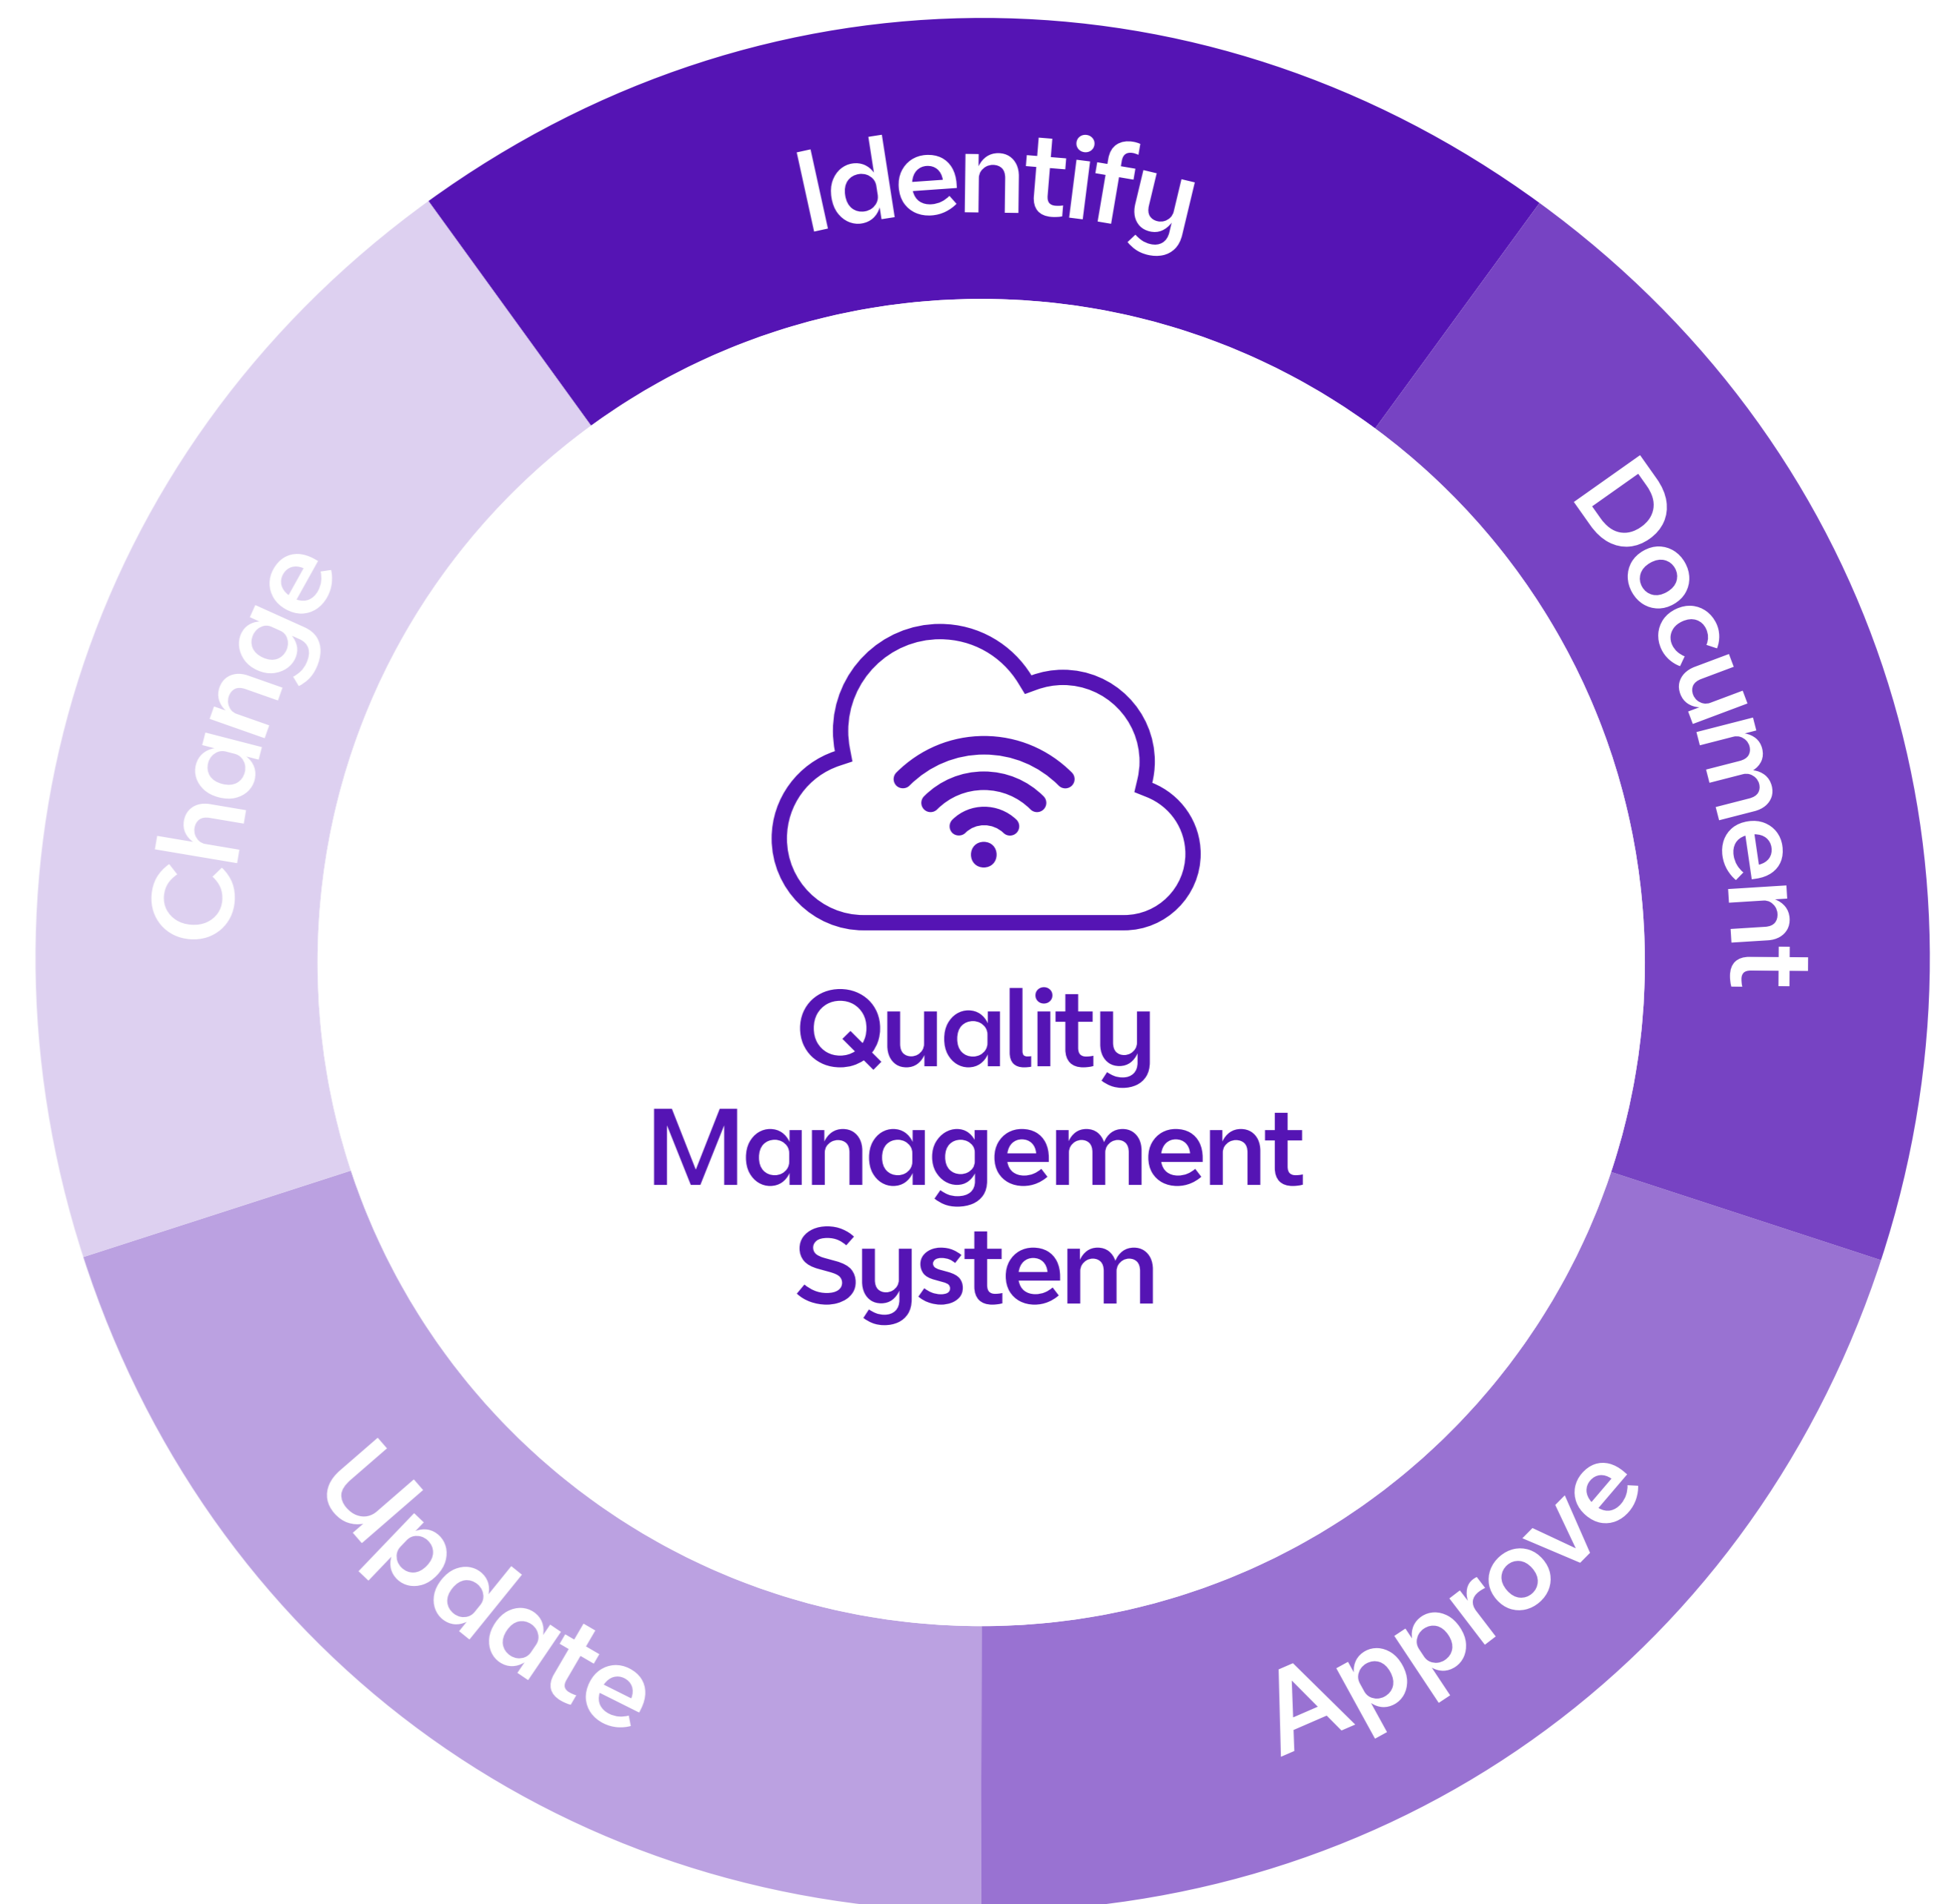 Identify
Document
Approve
Update
Change
Quality
Management
System